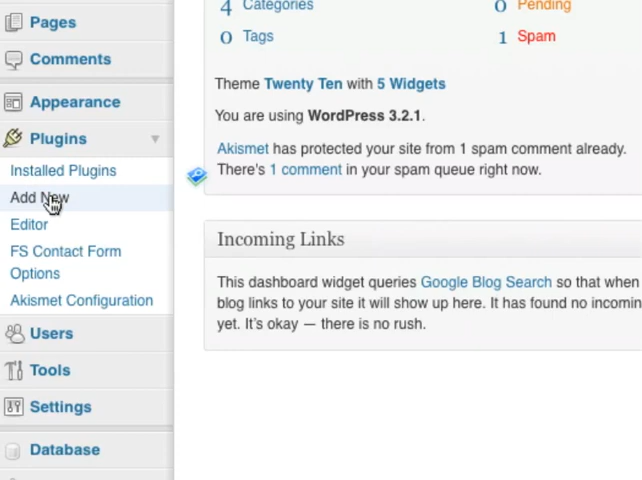 Pages
Comments
Appearance
Plugins
Installed Plugins
Add New
Editor
FS Contact Form
Options
Akismet Configuration
Users
Tools
Settings
Database
4 Categories 0 Pending
0 Tags 1 Spam
Theme Twenty Ten with 5 Widgets
You are using WordPress 3.2.1.
Akismet has protected your site from 1 spam comment already.
There's 1 comment in your spam queue right now.
Incoming Links
This dashboard widget queries Google Blog Search so that when
blog links to your site it will show up here. It has found no incomin
yet. It's okay — there is no rush.